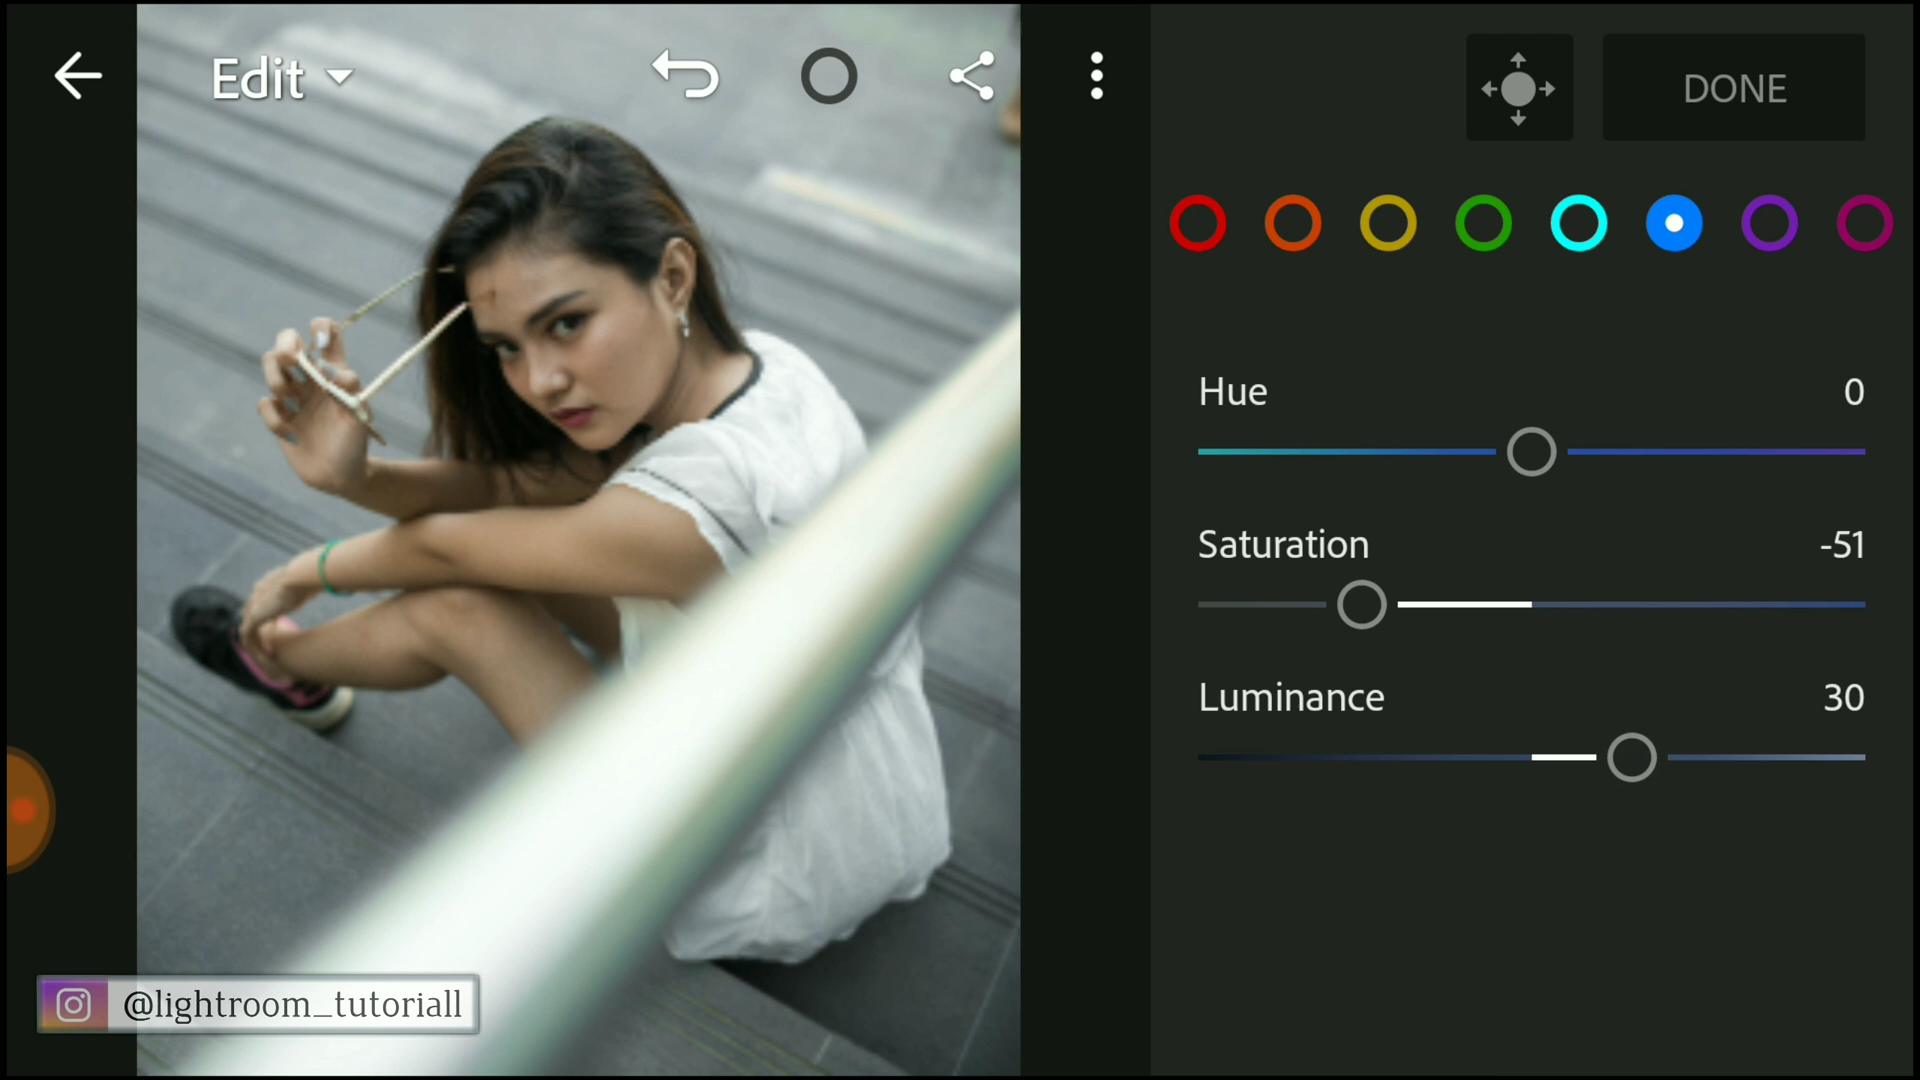 Edit
DONE
Hue 0
Saturation -51
Luminance 30
@lightroom_tutoriall